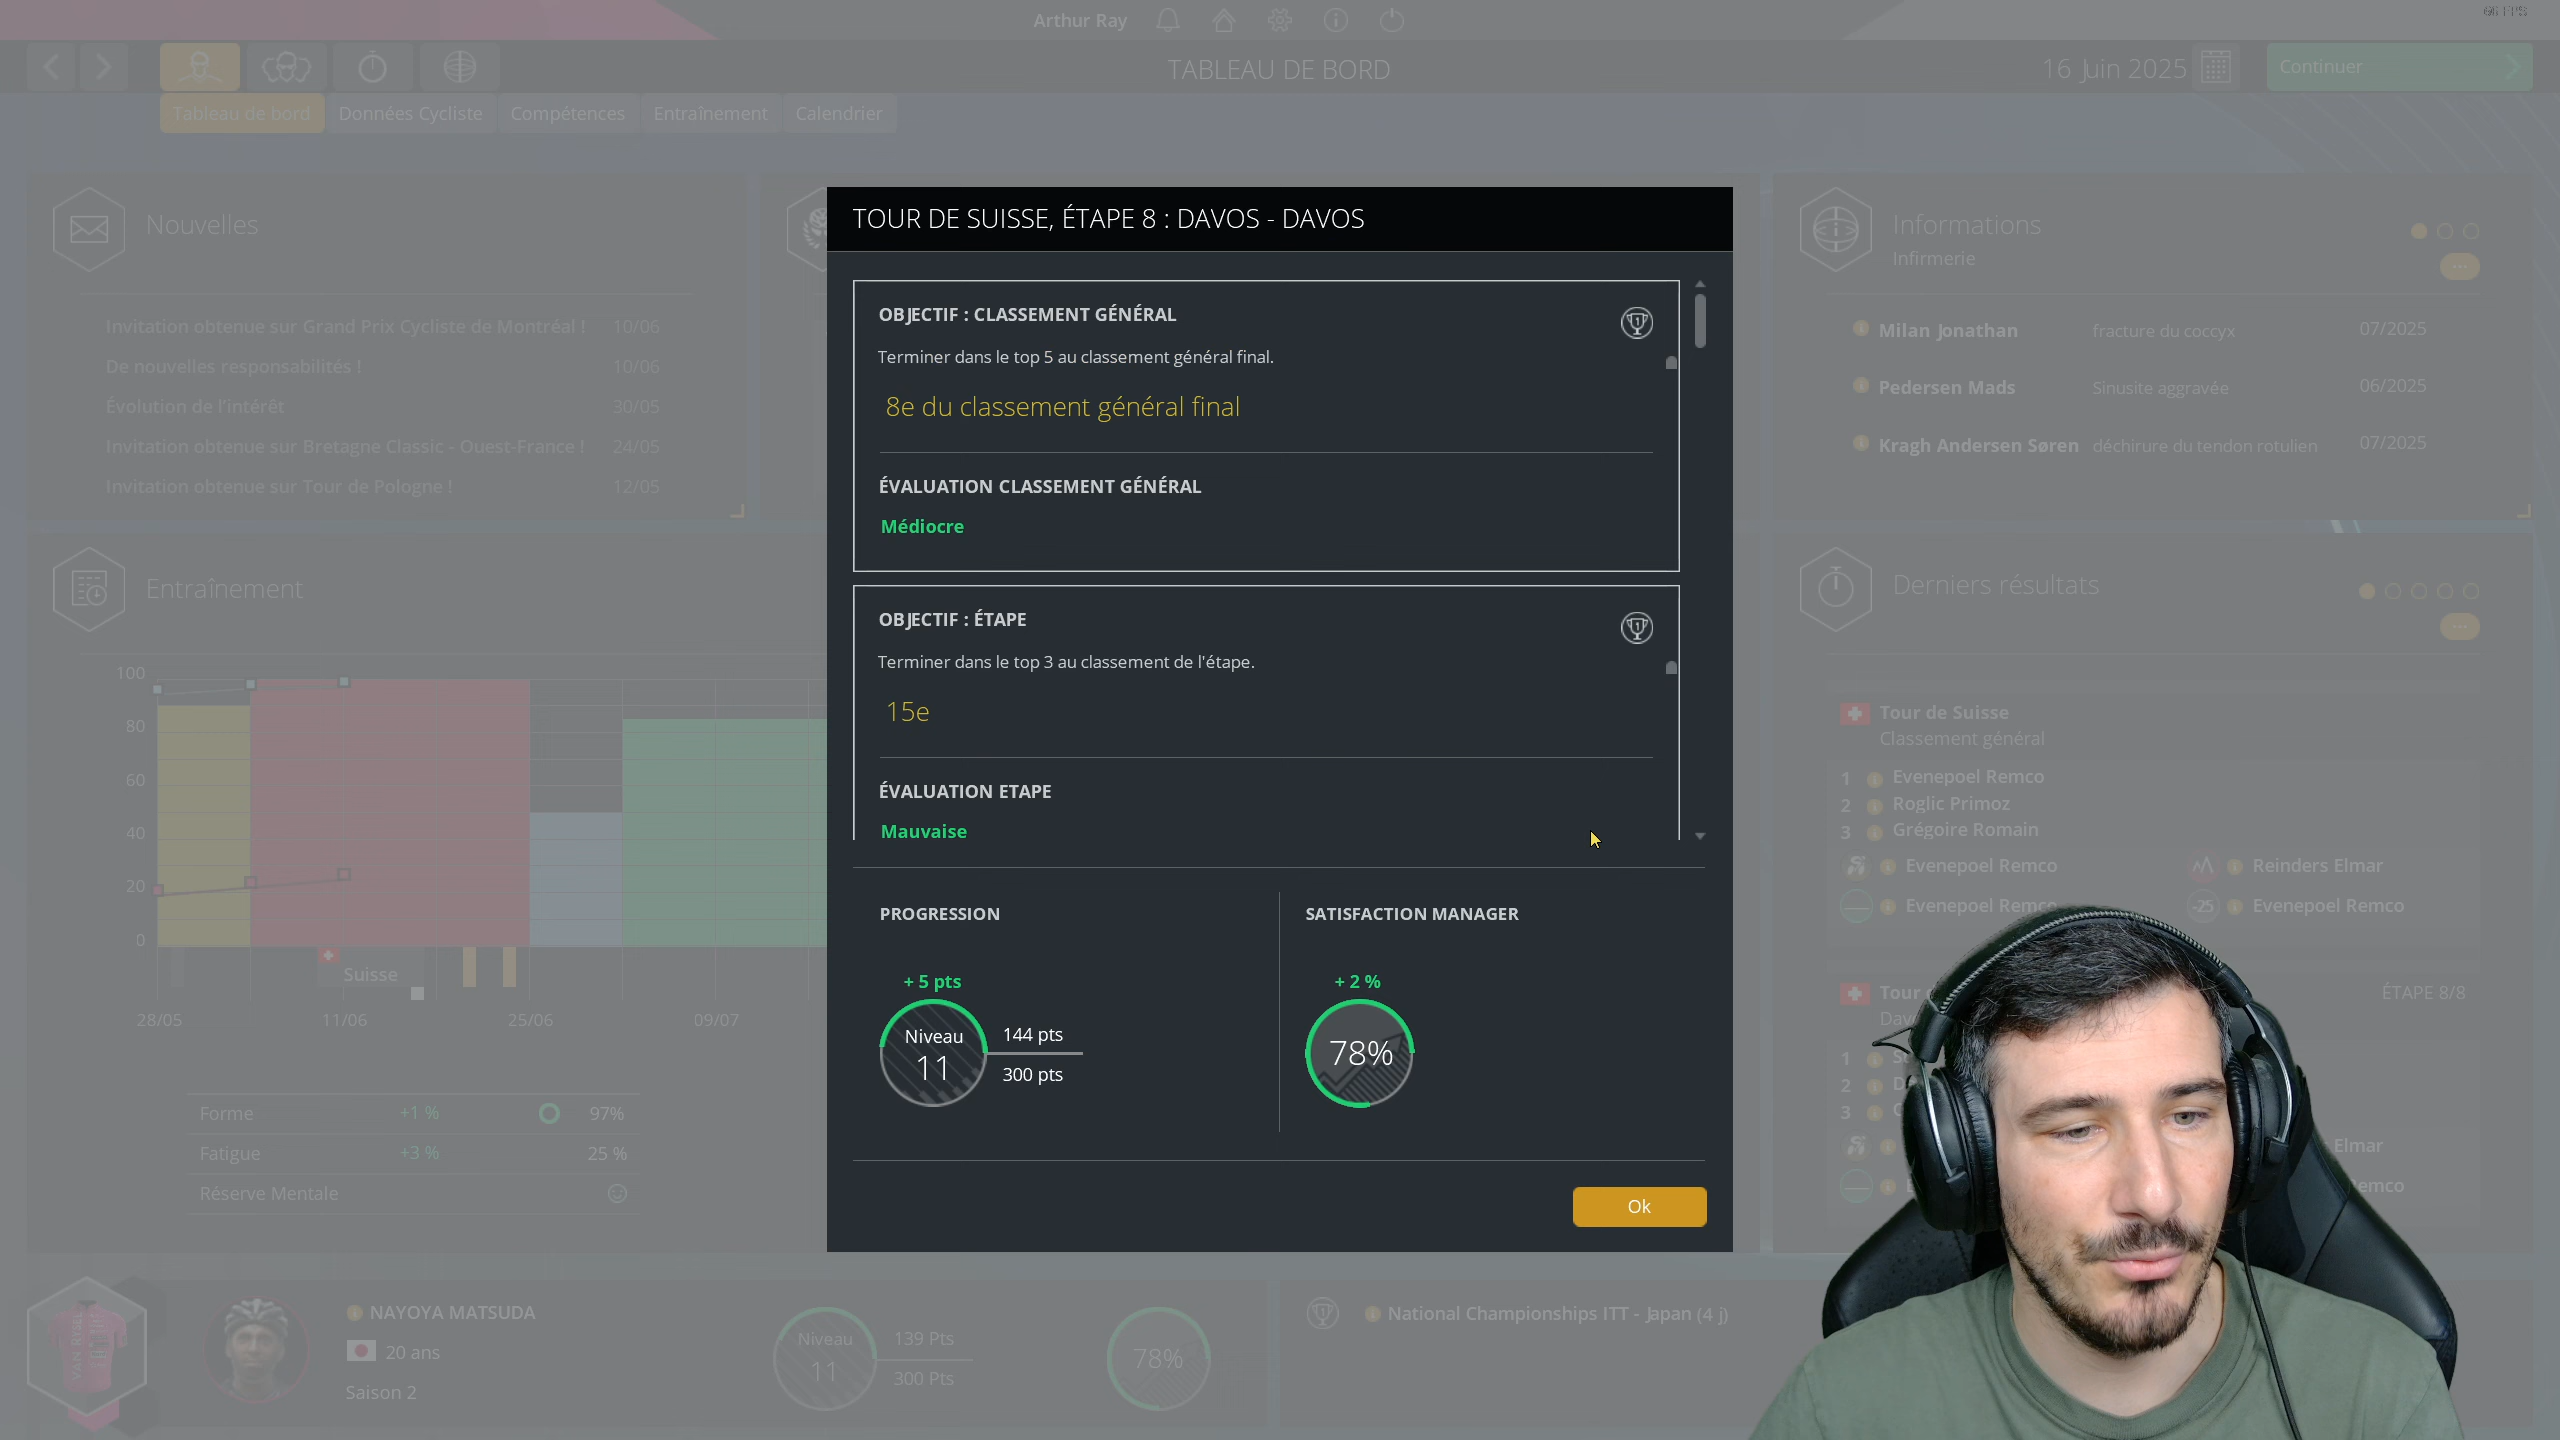 Arthur Ray
TABLEAU DE BORD
16 Juin 2025
Continuer
Tableau de bord
Données Cycliste
Compétences
Entraînement
Calendrier
Nouvelles
Invitation obtenue sur Grand Prix Cycliste de Montréal ! 10/06
De nouvelles responsabilités ! 10/06
Évolution de l'intérêt 30/05
Invitation obtenue sur Bretagne Classic - Ouest-France ! 24/05
Invitation obtenue sur Tour de Pologne ! 12/05
Entraînement
100
80
60
40
20
0
Suisse
28/05 11/06 25/06 09/07
Forme +1 % 97%
Fatigue +3 % 25 %
Réserve Mentale
TOUR DE SUISSE, ÉTAPE 8 : DAVOS - DAVOS
OBJECTIF : CLASSEMENT GÉNÉRAL
Terminer dans le top 5 au classement général final.
8e du classement général final
ÉVALUATION CLASSEMENT GÉNÉRAL
Médiocre
OBJECTIF : ÉTAPE
Terminer dans le top 3 au classement de l'étape.
15e
ÉVALUATION ETAPE
Mauvaise
PROGRESSION
+ 5 pts
Niveau
11
144 pts
300 pts
SATISFACTION MANAGER
+ 2 %
78%
Ok
Informations
Infirmerie
Milan Jonathan fracture du coccyx 07/2025
Pedersen Mads Sinusite aggravée 06/2025
Kragh Andersen Søren déchirure du tendon rotulien 07/2025
Derniers résultats
Tour de Suisse
Classement général
1 Evenepoel Remco
2 Roglic Primoz
3 Grégoire Romain
Evenepoel Remco Reinders Elmar
Evenepoel Remco -25 Evenepoel Remco
Tour ÉTAPE 8/8
1
2
3
Elmar
NAYOYA MATSUDA
20 ans
Saison 2
Niveau
11
139 Pts
300 Pts
78%
National Championships ITT - Japan (4 j)